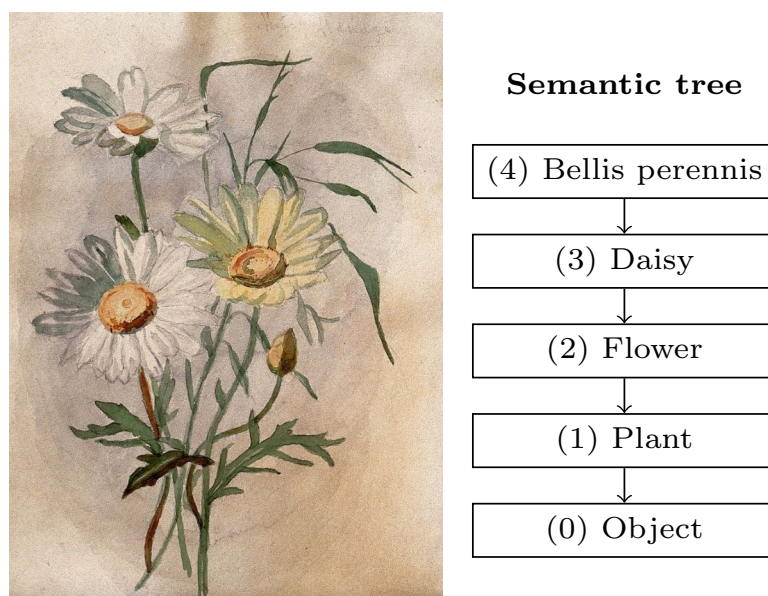 Semantic tree
(4) Bellis perennis
(3) Daisy
(2) Flower
(1) Plant
(0) Object